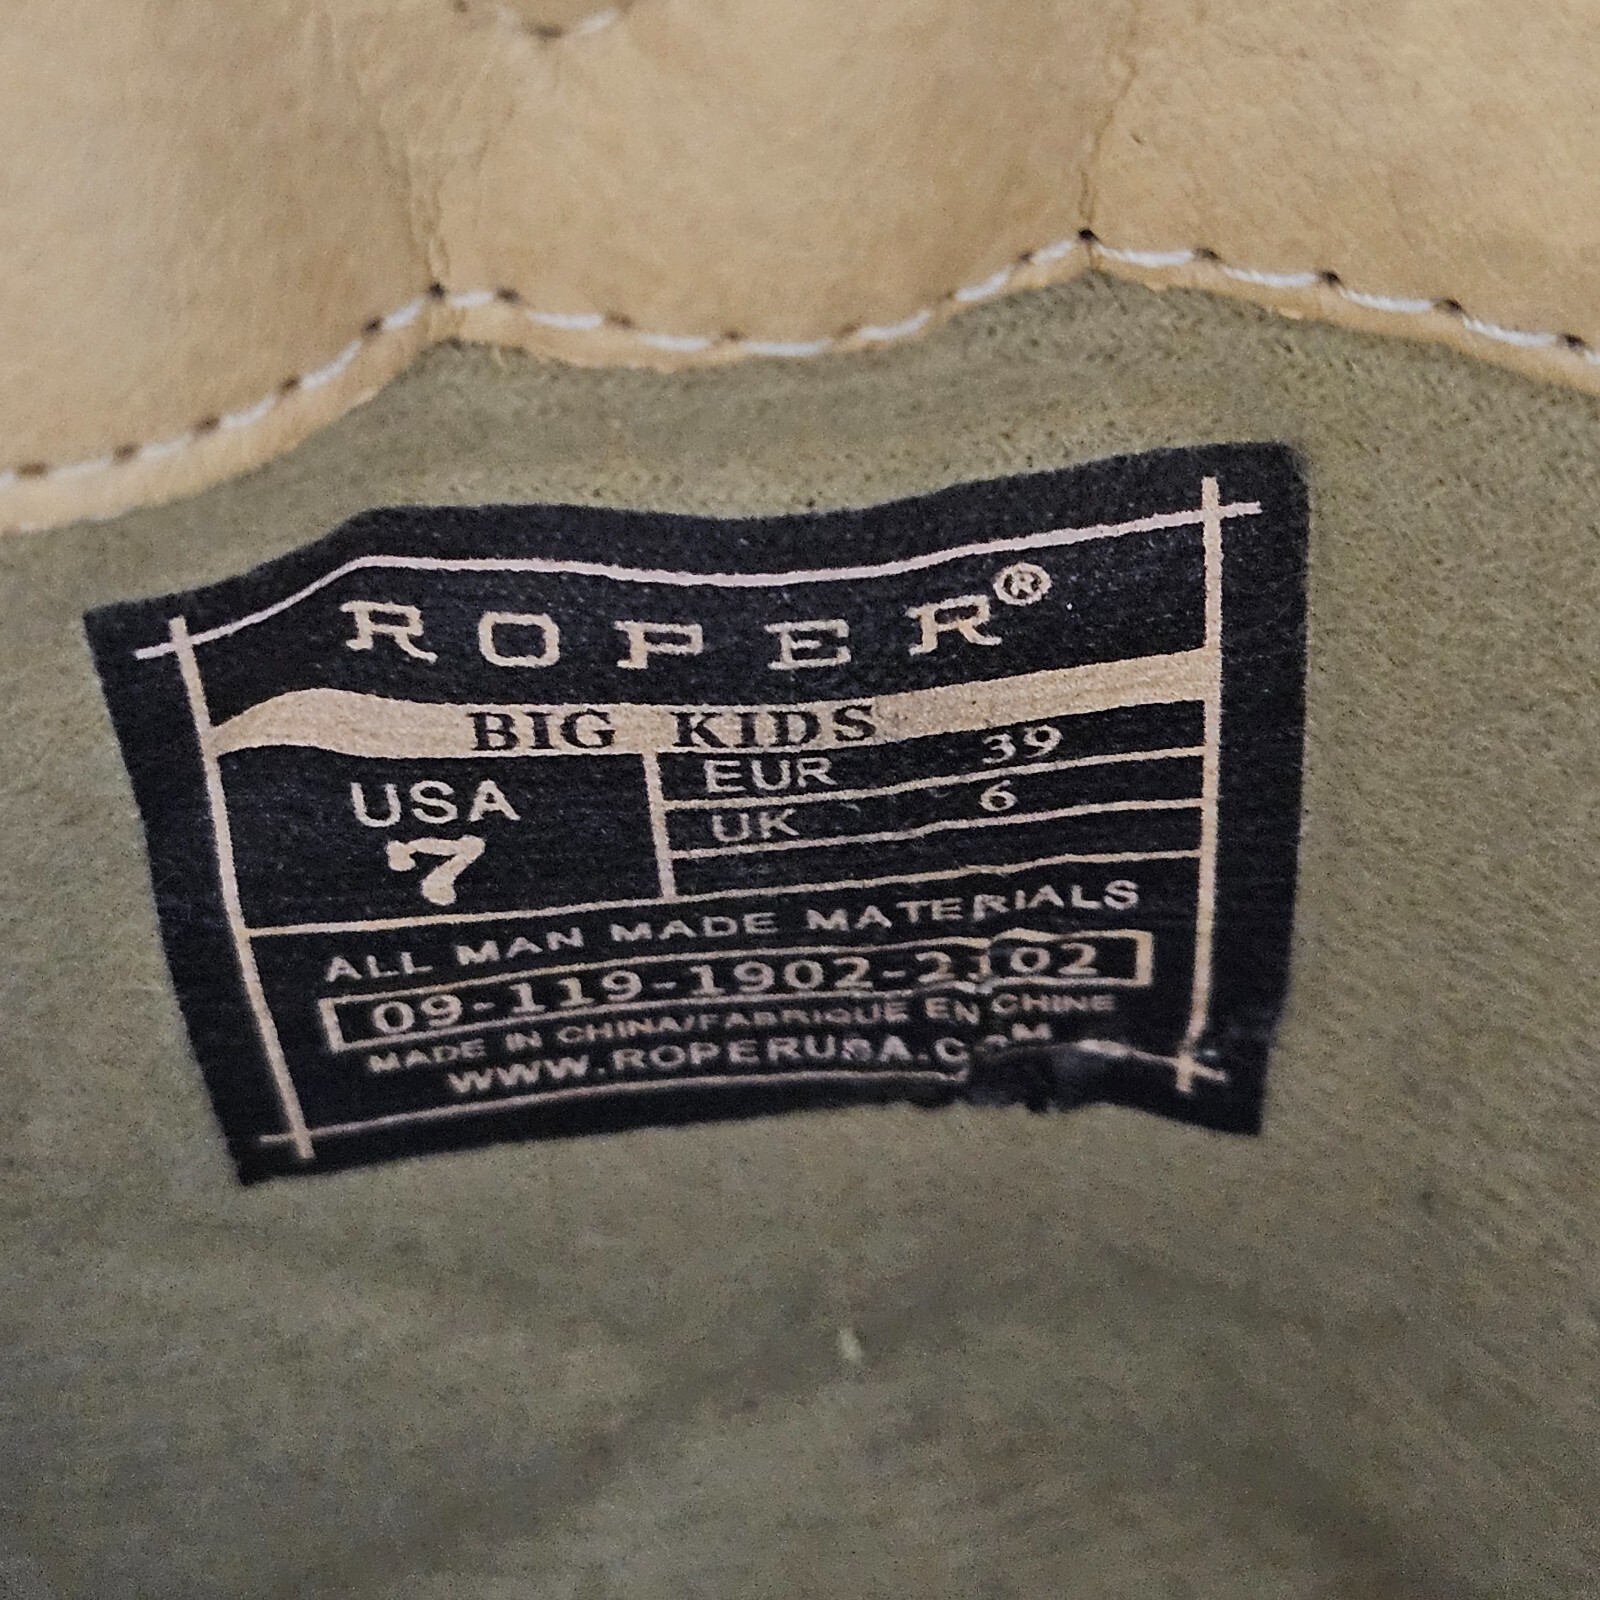 ROPER®
BIG KIDS
USA
7
EUR 39
UK 6
ALL MAN MADE MATERIALS
MADE IN CHINA/FABRIQUE EN CHINE
WWW.ROPERUSA.COM